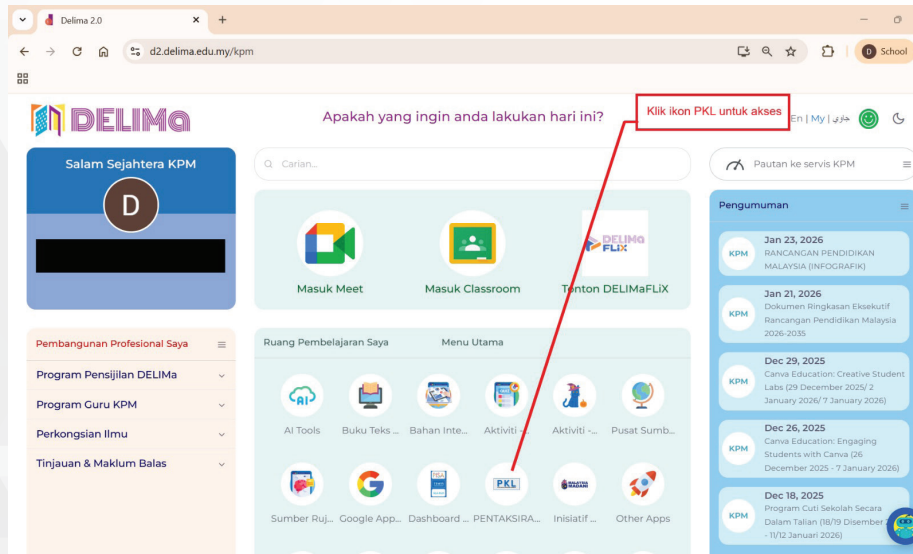 Delima 2.0
d2.delima.edu.my/kpm
D School
DELIMa
Apakah yang ingin anda lakukan hari ini?
Klik ikon PKL untuk akses
En | My | جاوي
Salam Sejahtera KPM
D
Carian...
Pautan ke servis KPM
Masuk Meet
Masuk Classroom
DELIMa FLiX
Tonton DELIMaFLiX
Pengumuman
KPM
Jan 23, 2026
RANCANGAN PENDIDIKAN
MALAYSIA (INFOGRAFIK)
KPM
Jan 21, 2026
Dokumen Ringkasan Eksekutif
Rancangan Pendidikan Malaysia
2026-2035
KPM
Dec 29, 2025
Canva Education: Creative Student
Labs (29 December 2025/ 2
January 2026/ 7 January 2026)
KPM
Dec 26, 2025
Canva Education: Engaging
Students with Canva (26
December 2025 - 7 January 2026)
KPM
Dec 18, 2025
Program Cuti Sekolah Secara
Dalam Talian (18/19 Disember
- 11/12 Januari 2026)
Pembangunan Profesional Saya
Program Pensijilan DELIMa
Program Guru KPM
Perkongsian Ilmu
Tinjauan & Maklum Balas
Ruang Pembelajaran Saya
Menu Utama
AI
AI Tools
Buku Teks ...
Bahan Inte...
Aktiviti -...
Aktiviti -...
Pusat Sumb...
PKL
MALAYSIA MADANI
Sumber Ruj...
Google App...
Dashboard ...
PENTAKSIRA...
Inisiatif ...
Other Apps